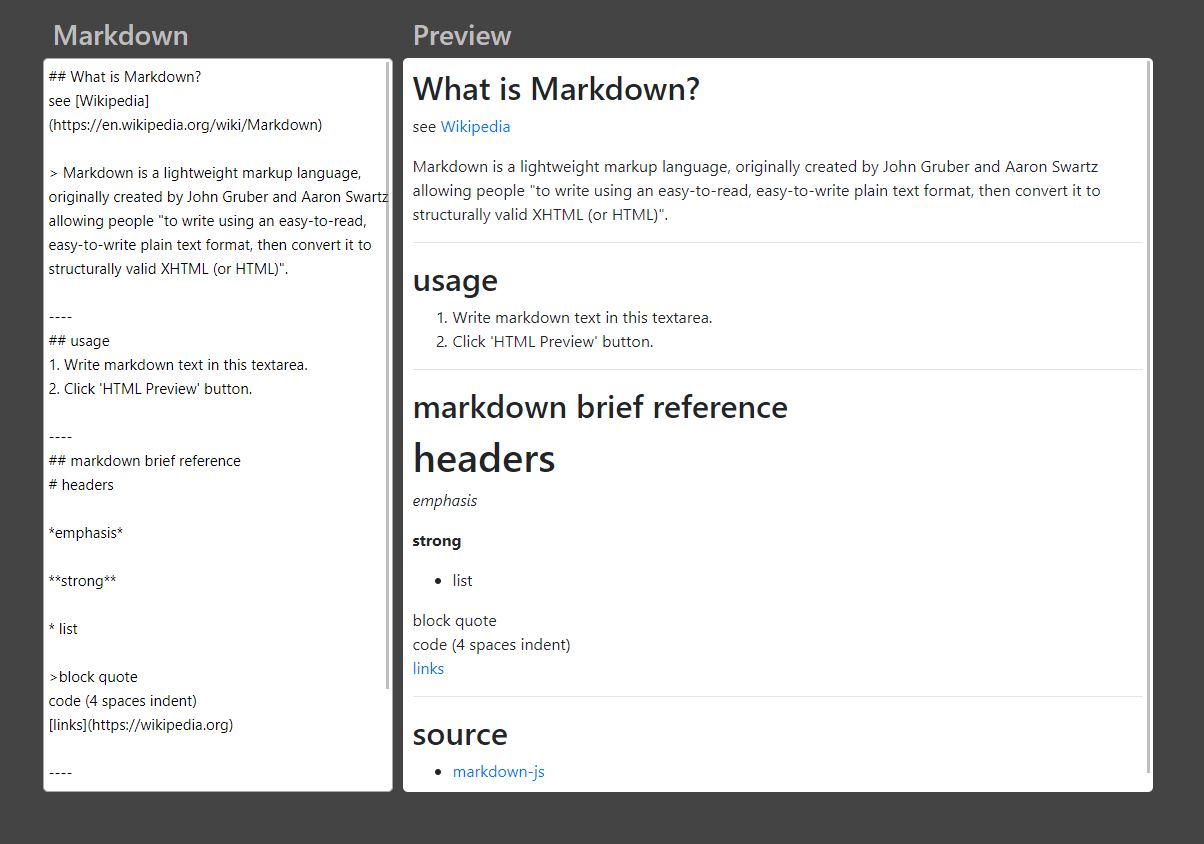 Markdown
## What is Markdown?
see [Wikipedia]
(https://en.wikipedia.org/wiki/Markdown)
> Markdown is a lightweight markup language,
originally created by John Gruber and Aaron Swartz
allowing people "to write using an easy-to-read,
easy-to-write plain text format, then convert it to
structurally valid XHTML (or HTML)".
----
## usage
1. Write markdown text in this textarea.
2. Click 'HTML Preview' button.
----
## markdown brief reference
# headers
*emphasis*
**strong**
* list
>block quote
code (4 spaces indent)
[links](https://wikipedia.org)
----
Preview
What is Markdown?
see Wikipedia
Markdown is a lightweight markup language, originally created by John Gruber and Aaron Swartz
allowing people "to write using an easy-to-read, easy-to-write plain text format, then convert it to
structurally valid XHTML (or HTML)".
usage
1. Write markdown text in this textarea.
2. Click 'HTML Preview' button.
markdown brief reference
headers
emphasis
strong
• list
block quote
code (4 spaces indent)
links
source
• markdown-js